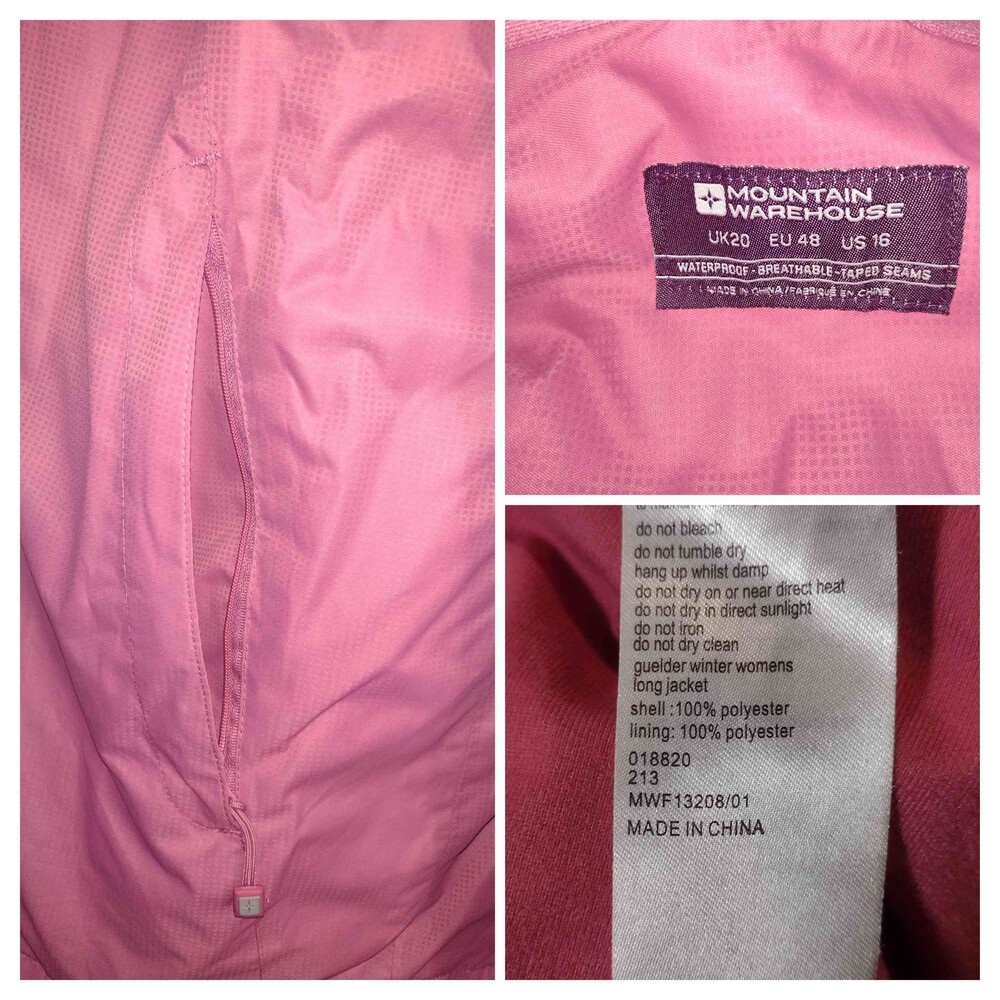 MOUNTAIN
WAREHOUSE
UK20 EU 48 US 16
WATERPROOF - BREATHABLE - TAPED SEAMS
MADE IN CHINA / FABRIQUÉ EN CHINE
do not bleach
do not tumble dry
hang up whilst damp
do not dry on or near direct heat
do not dry in direct sunlight
do not iron
do not dry clean
guelder winter womens
long jacket
shell :100% polyester
lining: 100% polyester
018820
213
MWF13208/01
MADE IN CHINA